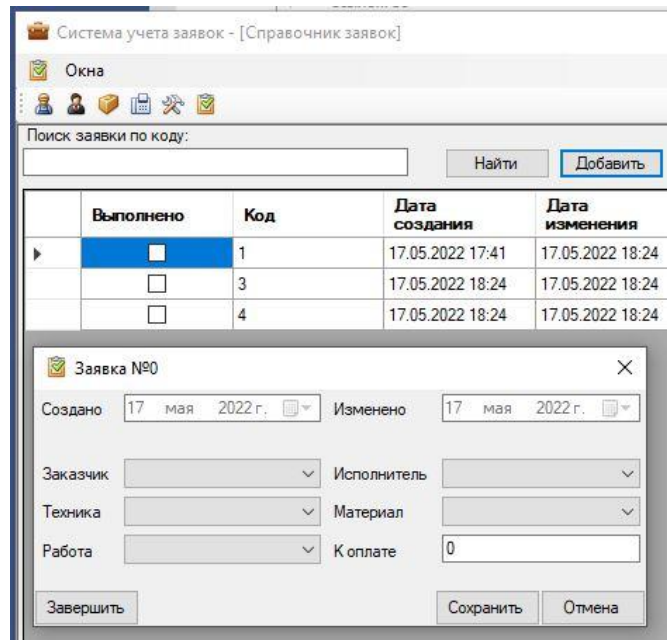 Система учета заявок - [Справочник заявок]
Окна
Поиск заявки по коду:
Найти Добавить
Выполнено Код Дата создания Дата изменения
1 17.05.2022 17:41 17.05.2022 18:24
3 17.05.2022 18:24 17.05.2022 18:24
4 17.05.2022 18:24 17.05.2022 18:24
Заявка №0
Создано 17 мая 2022 г. Изменено 17 мая 2022 г.
Заказчик Исполнитель
Техника Материал
Работа К оплате 0
Завершить Сохранить Отмена